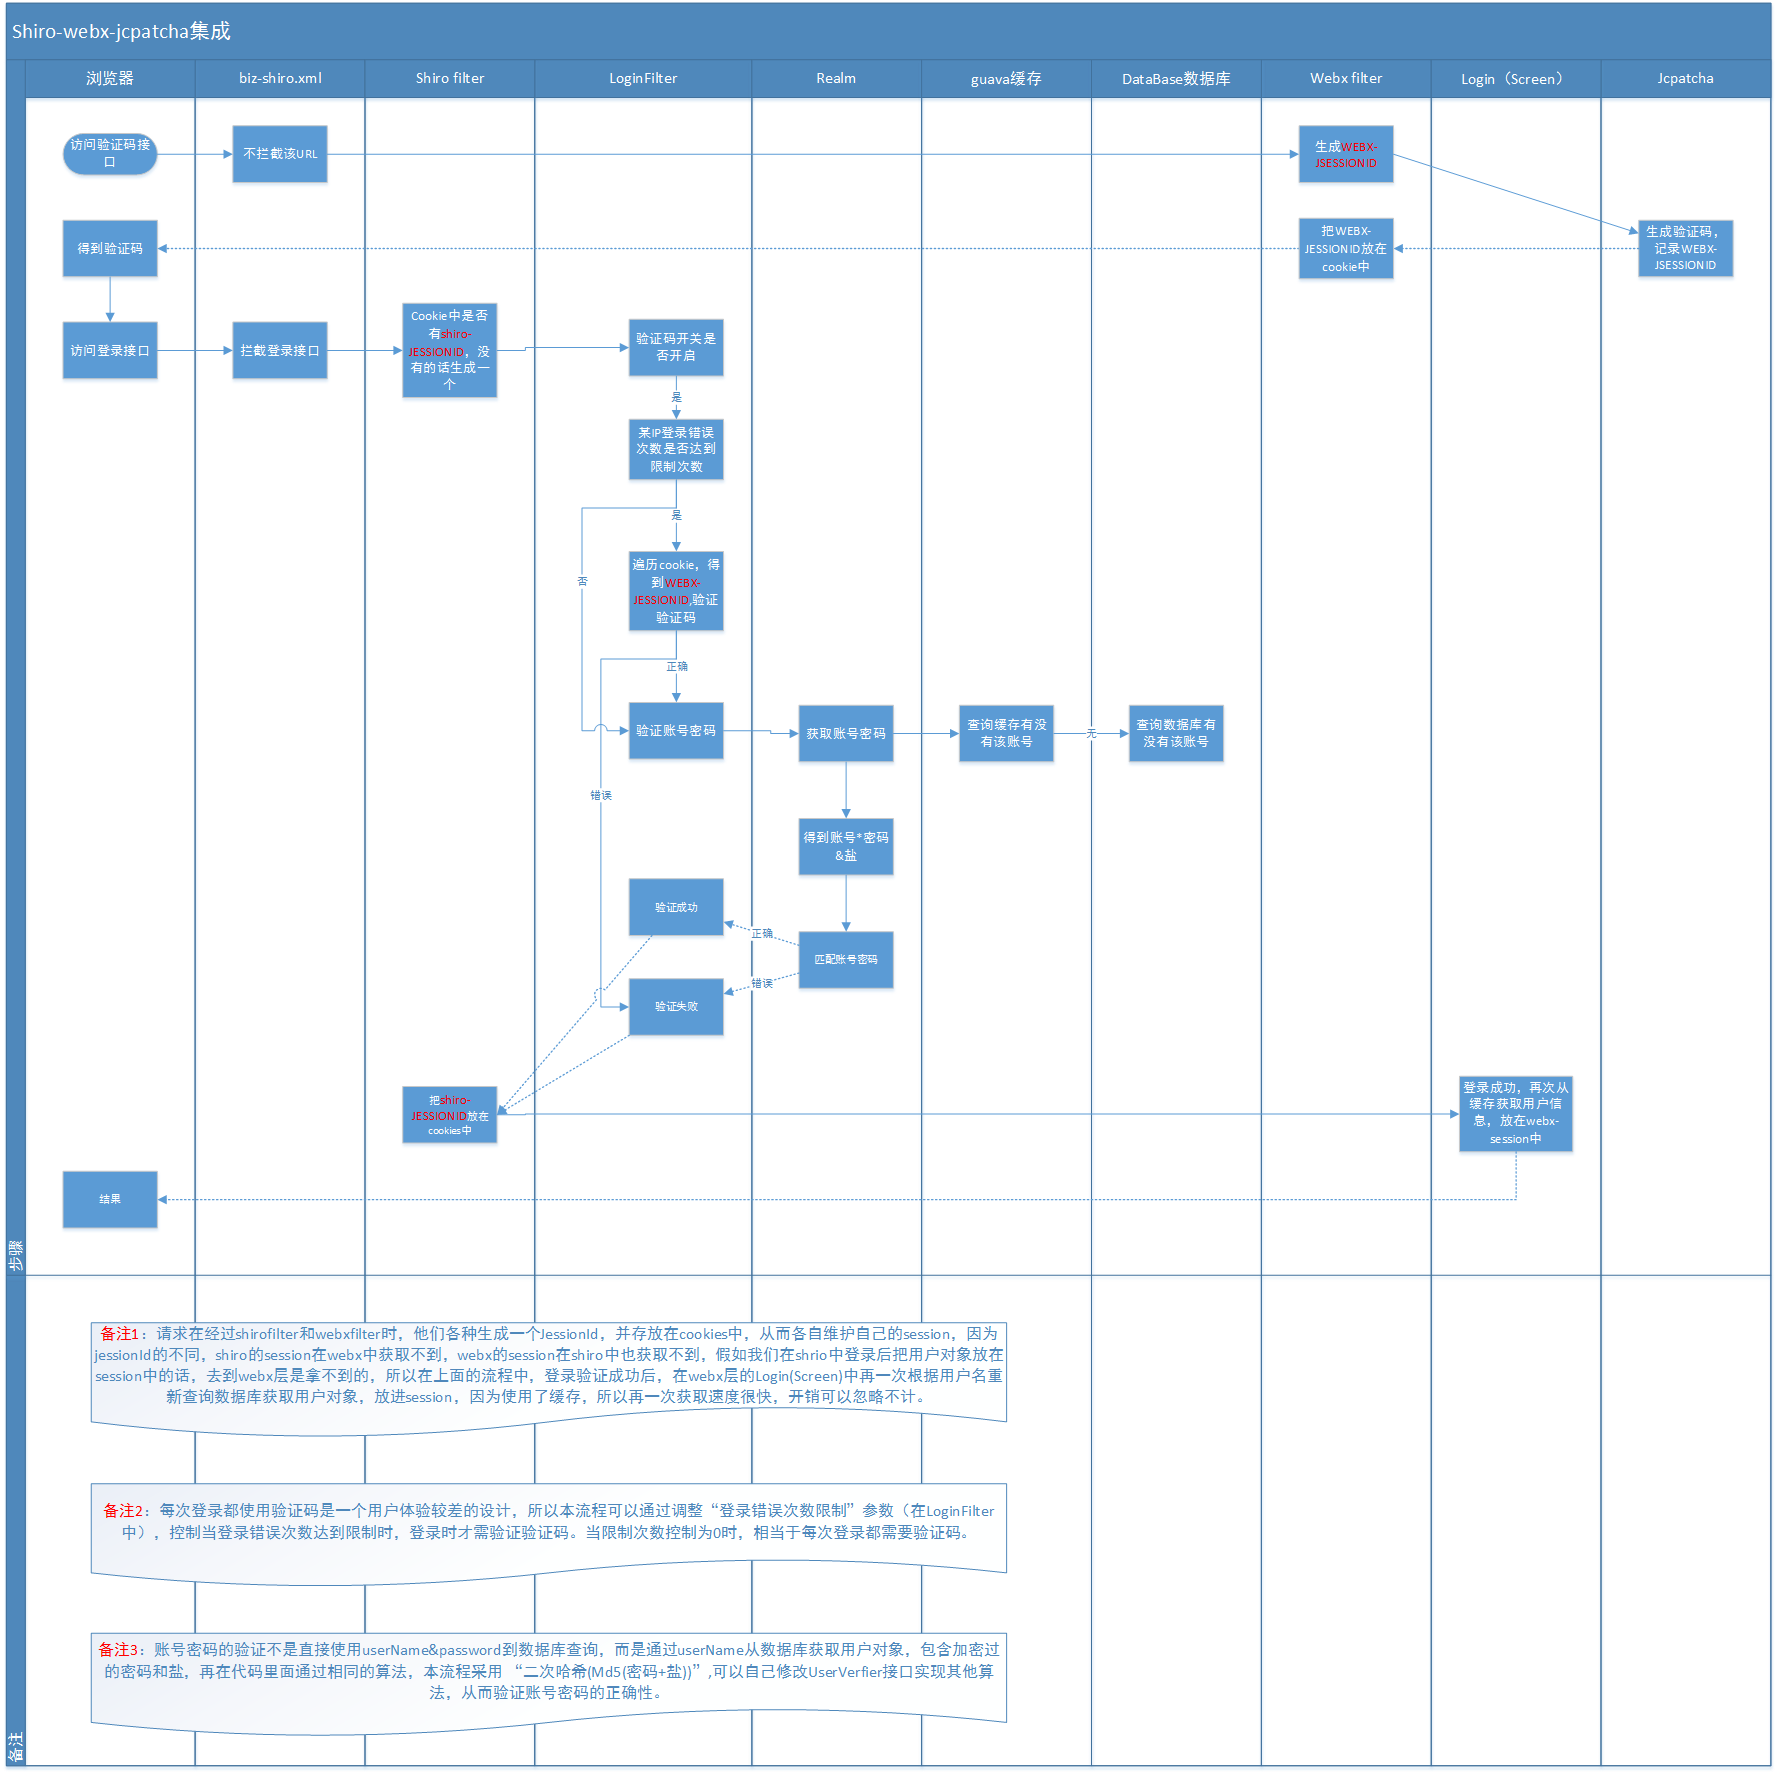 Shiro-webx-jcpatcha集成
浏览器
biz-shiro.xml
Shiro filter
LoginFilter
Realm
guava缓存
DataBase数据库
Webx filter
Login（Screen）
Jcpatcha
访问验证码接
口
不拦截该URL
生成WEBX-
JSESSIONID
得到验证码
把WEBX-
JESSIONID放在
cookie中
生成验证码，
记录WEBX-
JSESSIONID
访问登录接口
拦截登录接口
Cookie中是否
有shiro-
JESSIONID，没
有的话生成一
个
验证码开关是
否开启
是
某IP登录错误
次数是否达到
限制次数
是
否
遍历cookie，得
到WEBX-
JESSIONID,验证
验证码
正确
验证账号密码
获取账号密码
查询缓存有没
有该账号
无
查询数据库有
没有该账号
错误
得到账号*密码
&盐
验证成功
正确
匹配账号密码
错误
验证失败
把shiro-
JESSIONID放在
cookies中
登录成功，再次从
缓存获取用户信
息，放在webx-
session中
结果
步骤
备注1：请求在经过shirofilter和webxfilter时，他们各种生成一个JessionId，并存放在cookies中，从而各自维护自己的session，因为
jessionId的不同，shiro的session在webx中获取不到，webx的session在shiro中也获取不到，假如我们在shrio中登录后把用户对象放在
session中的话，去到webx层是拿不到的，所以在上面的流程中，登录验证成功后，在webx层的Login(Screen)中再一次根据用户名重
新查询数据库获取用户对象，放进session，因为使用了缓存，所以再一次获取速度很快，开销可以忽略不计。
备注2：每次登录都使用验证码是一个用户体验较差的设计，所以本流程可以通过调整“登录错误次数限制”参数（在LoginFilter
中），控制当登录错误次数达到限制时，登录时才需验证验证码。当限制次数控制为0时，相当于每次登录都需要验证码。
备注3：账号密码的验证不是直接使用userName&password到数据库查询，而是通过userName从数据库获取用户对象，包含加密过
的密码和盐，再在代码里面通过相同的算法，本流程采用 “二次哈希(Md5(密码+盐))”,可以自己修改UserVerfier接口实现其他算
法，从而验证账号密码的正确性。
备注